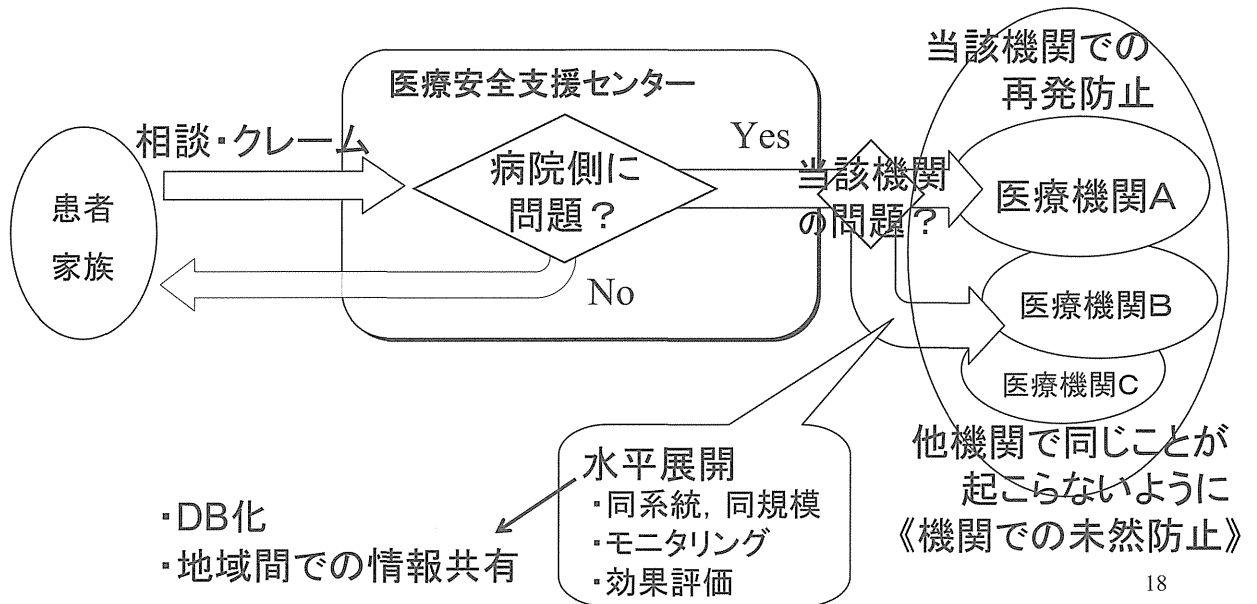 医療安全支援センター
患者
家族
相談・クレーム
病院側に
問題？
Yes
No
当該機関
の問題？
当該機関での
再発防止
医療機関A
医療機関B
医療機関C
他機関で同じことが
起こらないように
《機関での未然防止》
水平展開
・同系統，同規模
・モニタリング
・効果評価
・DB化
・地域間での情報共有
18